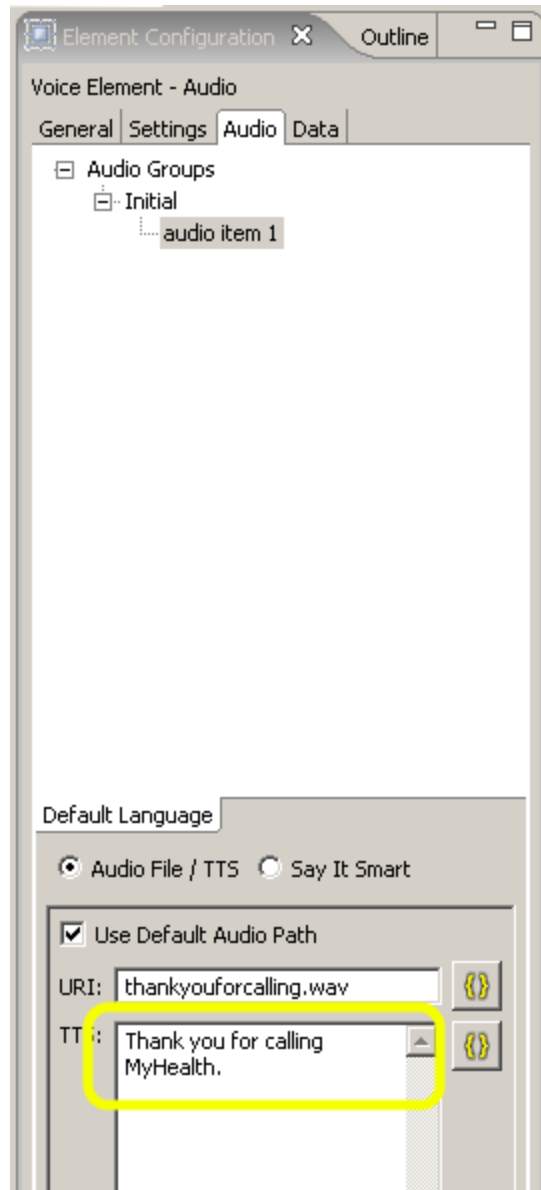 Element Configuration Outline
Voice Element - Audio
General Settings Audio Data
Audio Groups
Initial
audio item 1
Default Language
Audio File / TTS Say It Smart
Use Default Audio Path
URI: thankyouforcalling.wav {}
TTS: Thank you for calling {}
MyHealth.